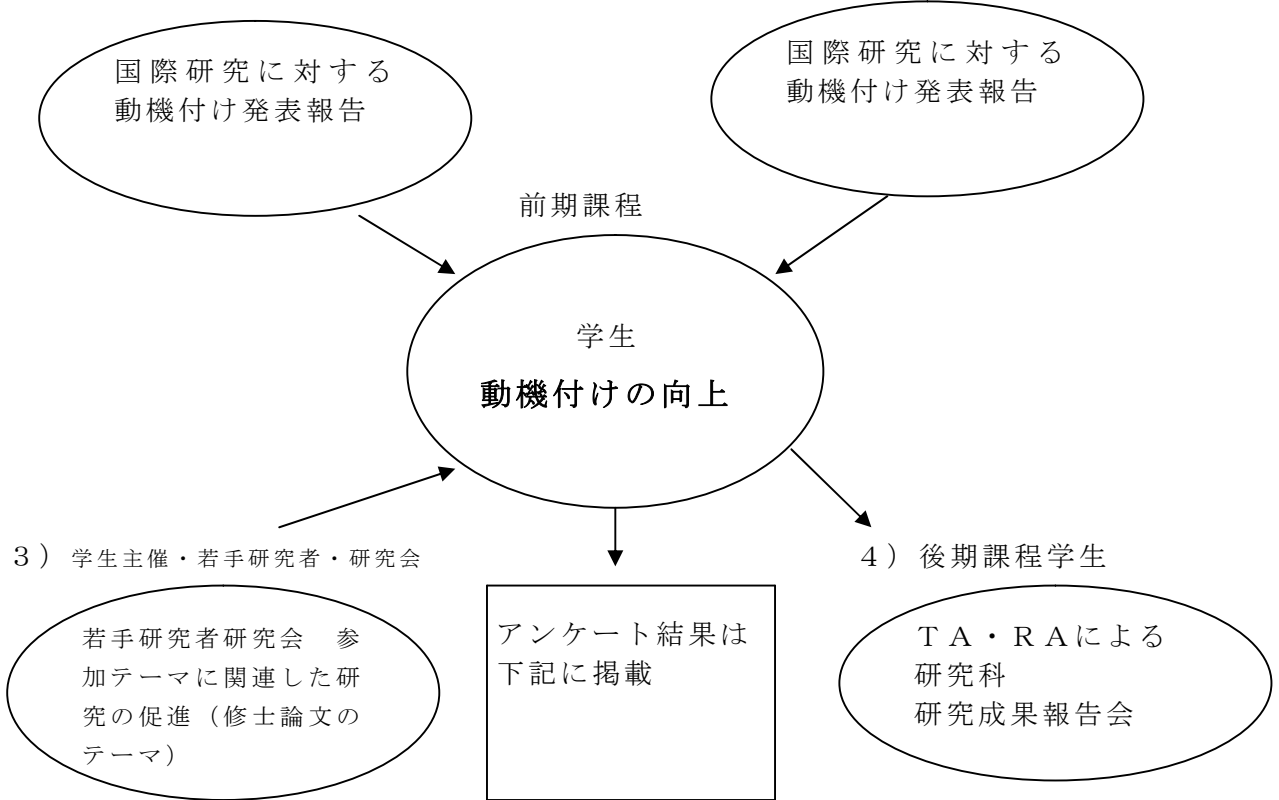 国際研究に対する
動機付け発表報告
国際研究に対する
動機付け発表報告
前期課程
学生
動機付けの向上
３）学生主催・若手研究者・研究会
若手研究者研究会　参
加テーマに関連した研
究の促進（修士論文の
テーマ）
アンケート結果は
下記に掲載
４）後期課程学生
ＴＡ・ＲＡによる
研究科
研究成果報告会